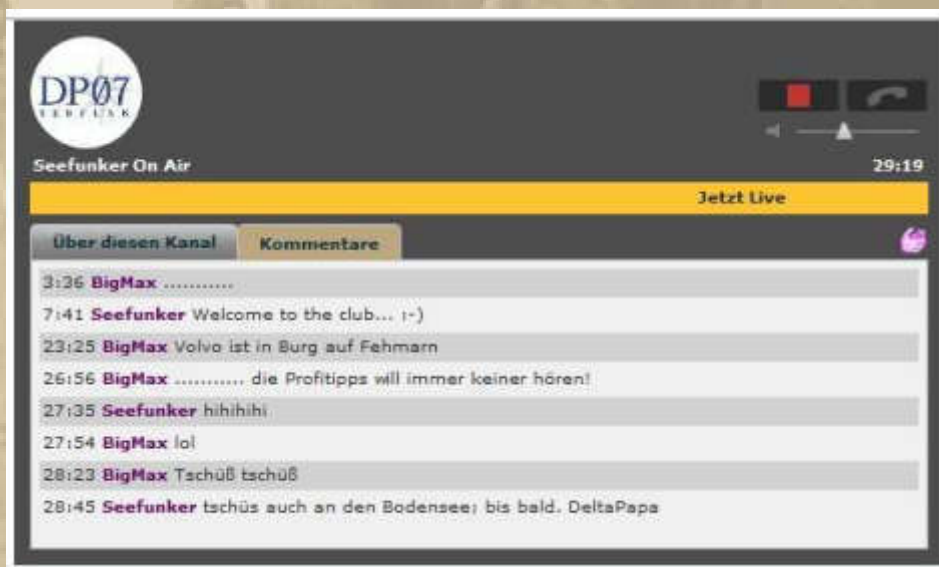 DP07
SEEFUNK
Seefunker On Air
29:19
Jetzt Live
Über diesen Kanal
Kommentare
3:36 BigMax ...........
7:41 Seefunker Welcome to the club... :-)
23:25 BigMax Volvo ist in Burg auf Fehmarn
26:56 BigMax ........... die Profitipps will immer keiner hören!
27:35 Seefunker hihihihi
27:54 BigMax lol
28:23 BigMax Tschüß tschüß
28:45 Seefunker tschüs auch an den Bodensee; bis bald. DeltaPapa